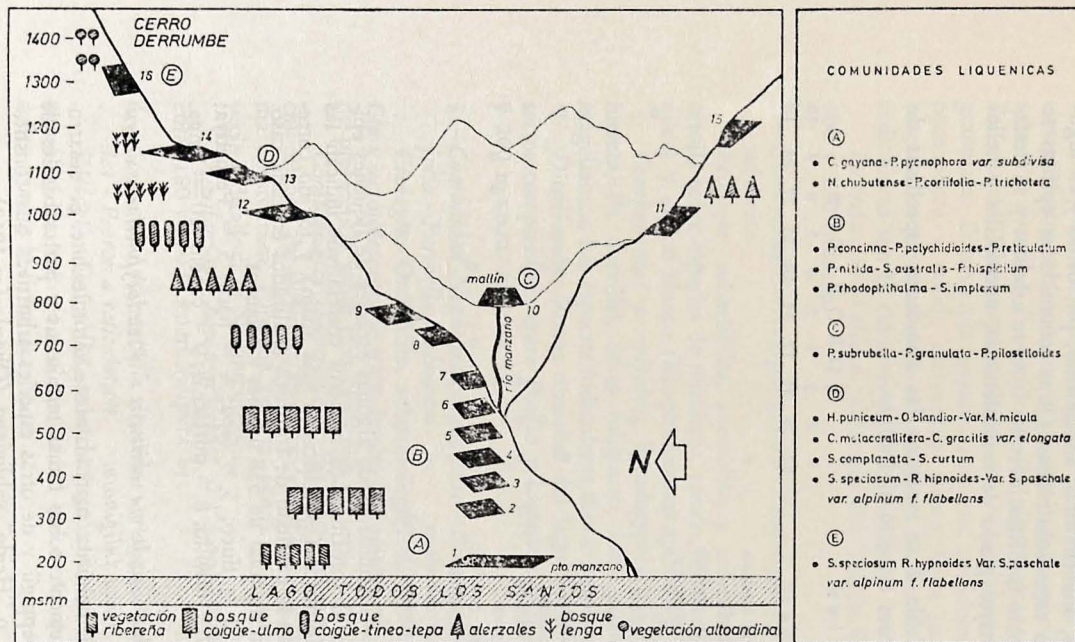 CERRO
DERRUMBE
1400
1300
1200
1100
1000
900
800
700
600
500
400
300
200
msnm
16 E
14
D
13
12
15
11
mallín C
10
9
8
río manzano
7
6
5
B 4
3
2
A
1
pto. manzano
N
LAGO TODOS LOS SANTOS
vegetación
ribereña
bosque
coigüe-ulmo
bosque
coigüe-tineo-tepa
alerzales
bosque
lenga
vegetación altoandina
COMUNIDADES LIQUENICAS
A
• C. gayana - P. pycnophora var. subdivisa
• N. chubutense - P. coriifolia - P. tricholera
B
• P. concinna - P. polychidioides - P. reticulatum
• P. nitida - S. australis - P. hispidum
• P. rhodophthalma - S. implexum
C
• P. subrubella - P. granulata - P. piloselloides
D
• H. puniceum - O. blandior - Var. M. micula
• C. metacorallifera - C. gracilis var. elongata
• S. complanata - S. curtum
• S. speciosum - R. hipnoides - Var. S. paschale
var. alpinum f. flabellans
E
• S. speciosum R. hypnoides Var. S. paschale
var. alpinum f. flabellans